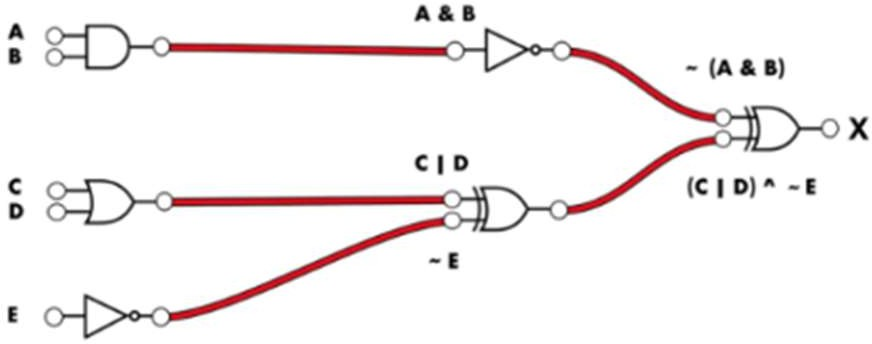 A & B
A
B
~ (A & B)
X
C | D
C
D
(C | D) ^ ~E
~ E
E